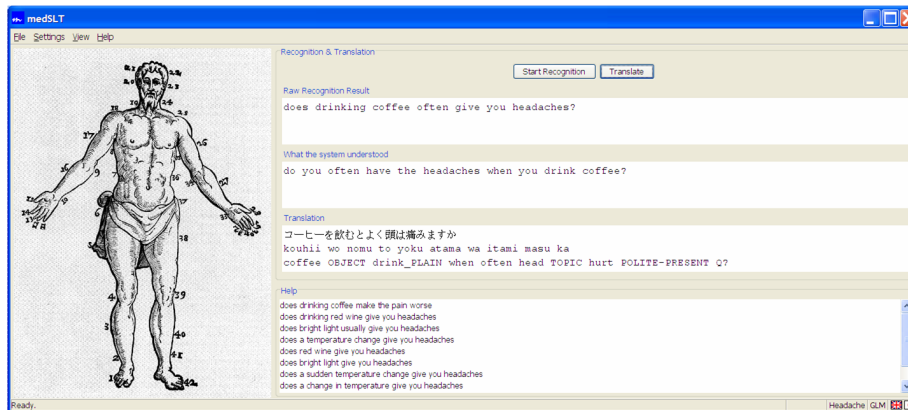 medSLT
File Settings View Help
Recognition & Translation
Start Recognition Translate
Raw Recognition Result
does drinking coffee often give you headaches?
What the system understood
do you often have the headaches when you drink coffee?
Translation
コーヒーを飲むとよく頭は痛みますか
kouhii wo nomu to yoku atama wa itami masu ka
coffee OBJECT drink_PLAIN when often head TOPIC hurt POLITE-PRESENT Q?
Help
does drinking coffee make the pain worse
does drinking red wine give you headaches
does bright light usually give you headaches
does a temperature change give you headaches
does red wine give you headaches
does bright light give you headaches
does a sudden temperature change give you headaches
does a change in temperature give you headaches
Ready.
Headache GLM